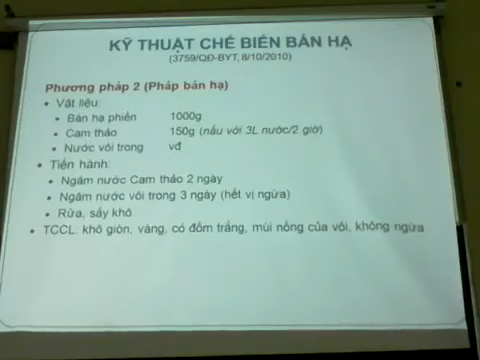 KỸ THUẬT CHẾ BIẾN BÁN HẠ
(3759/QĐ-BYT, 8/10/2010)
Phương pháp 2 (Pháp bán hạ)
• Vật liệu:
• Bán hạ phiến 1000g
• Cam thảo 150g (nấu với 3L nước/2 giờ)
• Nước vôi trong vđ
• Tiến hành:
• Ngâm nước Cam thảo 2 ngày
• Ngâm nước vôi trong 3 ngày (hết vị ngứa)
• Rửa, sấy khô
• TCCL: khô giòn, vàng, có đốm trắng, mùi nồng của vôi, không ngứa